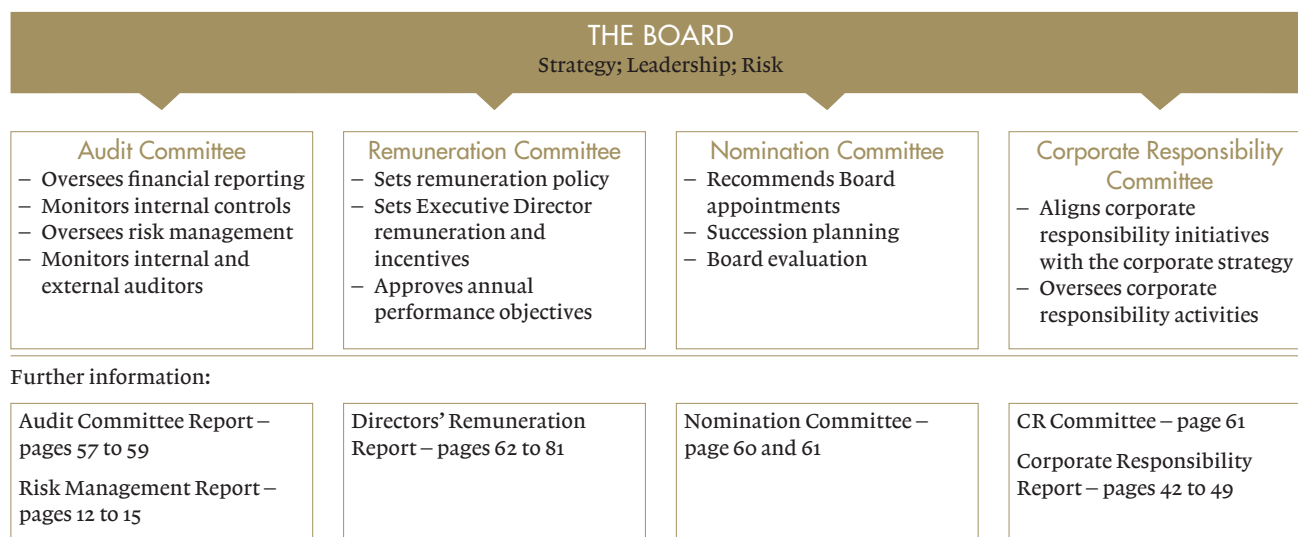 THE BOARD
Strategy; Leadership; Risk
Audit Committee
– Oversees financial reporting
– Monitors internal controls
– Oversees risk management
– Monitors internal and
external auditors
Remuneration Committee
– Sets remuneration policy
– Sets Executive Director
remuneration and
incentives
– Approves annual
performance objectives
Nomination Committee
– Recommends Board
appointments
– Succession planning
– Board evaluation
Corporate Responsibility
Committee
– Aligns corporate
responsibility initiatives
with the corporate strategy
– Oversees corporate
responsibility activities
Further information:
Audit Committee Report –
pages 57 to 59
Risk Management Report –
pages 12 to 15
Directors’ Remuneration
Report – pages 62 to 81
Nomination Committee –
page 60 and 61
CR Committee – page 61
Corporate Responsibility
Report – pages 42 to 49